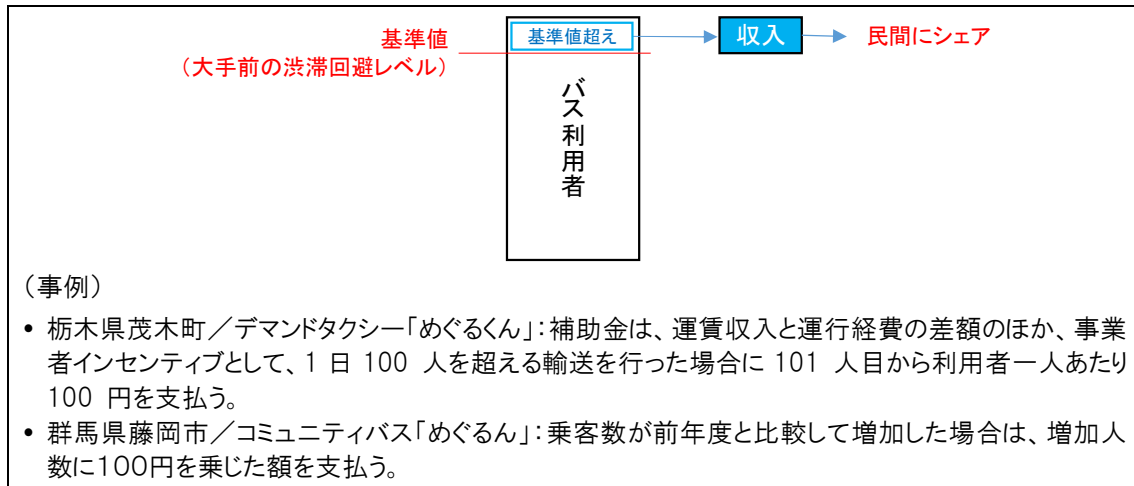 基準値
(大手前の渋滞回避レベル)
基準値超え
収入
民間にシェア
バス利用者
(事例)
• 栃木県茂木町/デマンドタクシー「めぐるくん」:補助金は、運賃収入と運行経費の差額のほか、事業
者インセンティブとして、1 日 100 人を超える輸送を行った場合に 101 人目から利用者一人あたり
100 円を支払う。
• 群馬県藤岡市/コミュニティバス「めぐるん」:乗客数が前年度と比較して増加した場合は、増加人
数に100円を乗じた額を支払う。